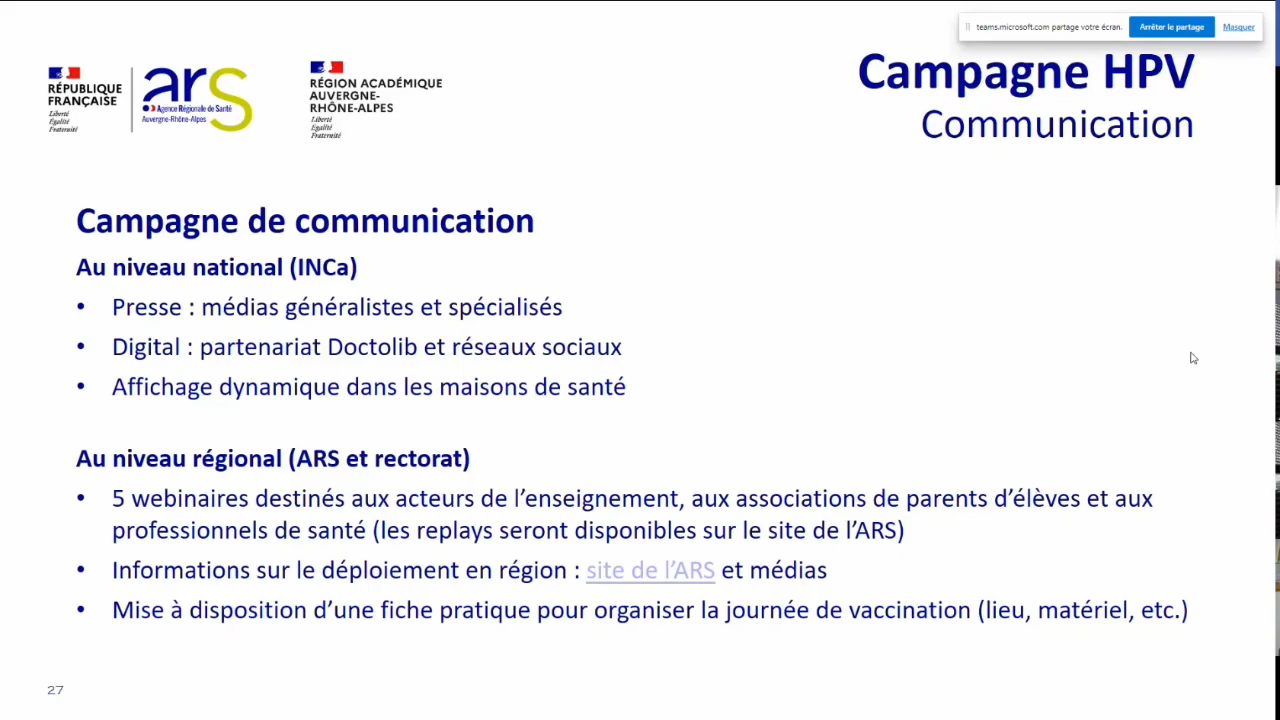 teams.microsoft.com partage votre écran.
Arrêter le partage
Masquer
RÉPUBLIQUE
FRANÇAISE
Liberté
Égalité
Fraternité
ars
Agence Régionale de Santé
Auvergne-Rhône-Alpes
RÉGION ACADÉMIQUE
AUVERGNE-
RHÔNE-ALPES
Liberté
Égalité
Fraternité
Campagne HPV
Communication
Campagne de communication
Au niveau national (INCa)
• Presse : médias généralistes et spécialisés
• Digital : partenariat Doctolib et réseaux sociaux
• Affichage dynamique dans les maisons de santé
Au niveau régional (ARS et rectorat)
• 5 webinaires destinés aux acteurs de l’enseignement, aux associations de parents d’élèves et aux
professionnels de santé (les replays seront disponibles sur le site de l’ARS)
• Informations sur le déploiement en région : site de l’ARS et médias
• Mise à disposition d’une fiche pratique pour organiser la journée de vaccination (lieu, matériel, etc.)
27